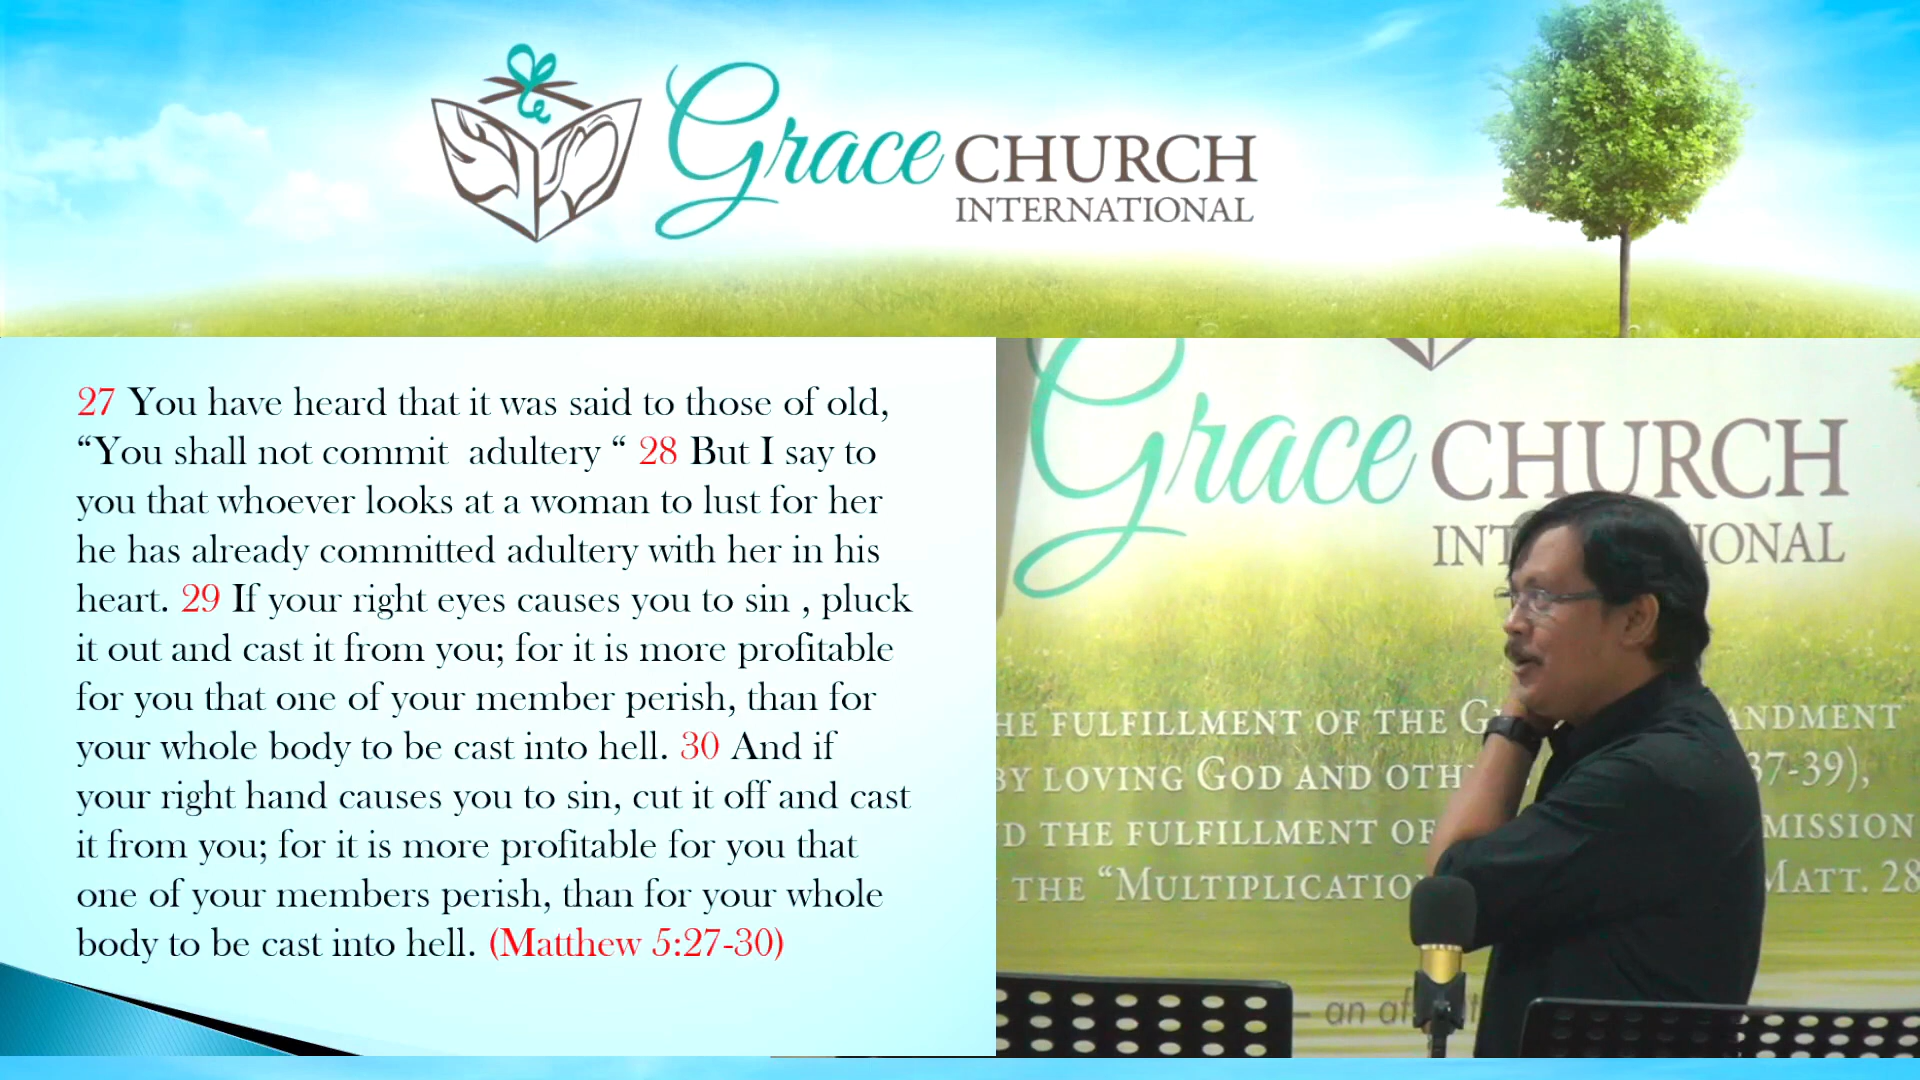 Grace CHURCH
INTERNATIONAL
27 You have heard that it was said to those of old,
“You shall not commit  adultery “ 28 But I say to
you that whoever looks at a woman to lust for her
he has already committed adultery with her in his
heart. 29 If your right eyes causes you to sin , pluck
it out and cast it from you; for it is more profitable
for you that one of your member perish, than for
your whole body to be cast into hell. 30 And if
your right hand causes you to sin, cut it off and cast
it from you; for it is more profitable for you that
one of your members perish, than for your whole
body to be cast into hell. (Matthew 5:27-30)
Grace CHURCH
FULFILLMENT OF THE
BY LOVING GOD AND
37-39),
THE FULFILLMENT OF
MISSION
THE “MULTIPLICATIO
MATT. 28
– an